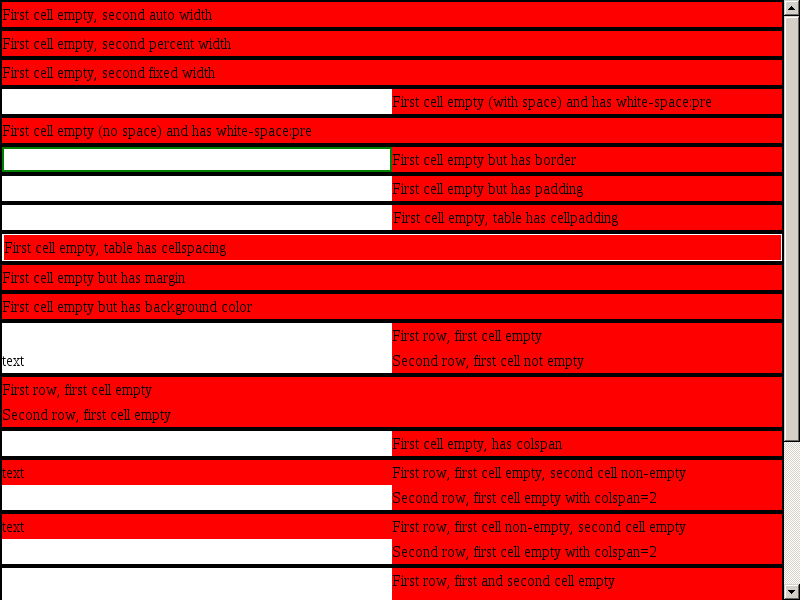 First cell empty, second auto width
First cell empty, second percent width
First cell empty, second fixed width
First cell empty (with space) and has white-space:pre
First cell empty (no space) and has white-space:pre
First cell empty but has border
First cell empty but has padding
First cell empty, table has cellpadding
First cell empty, table has cellspacing
First cell empty but has margin
First cell empty but has background color
First row, first cell empty
text Second row, first cell not empty
First row, first cell empty
Second row, first cell empty
First cell empty, has colspan
text First row, first cell empty, second cell non-empty
Second row, first cell empty with colspan=2
text First row, first cell non-empty, second cell empty
Second row, first cell empty with colspan=2
First row, first and second cell empty